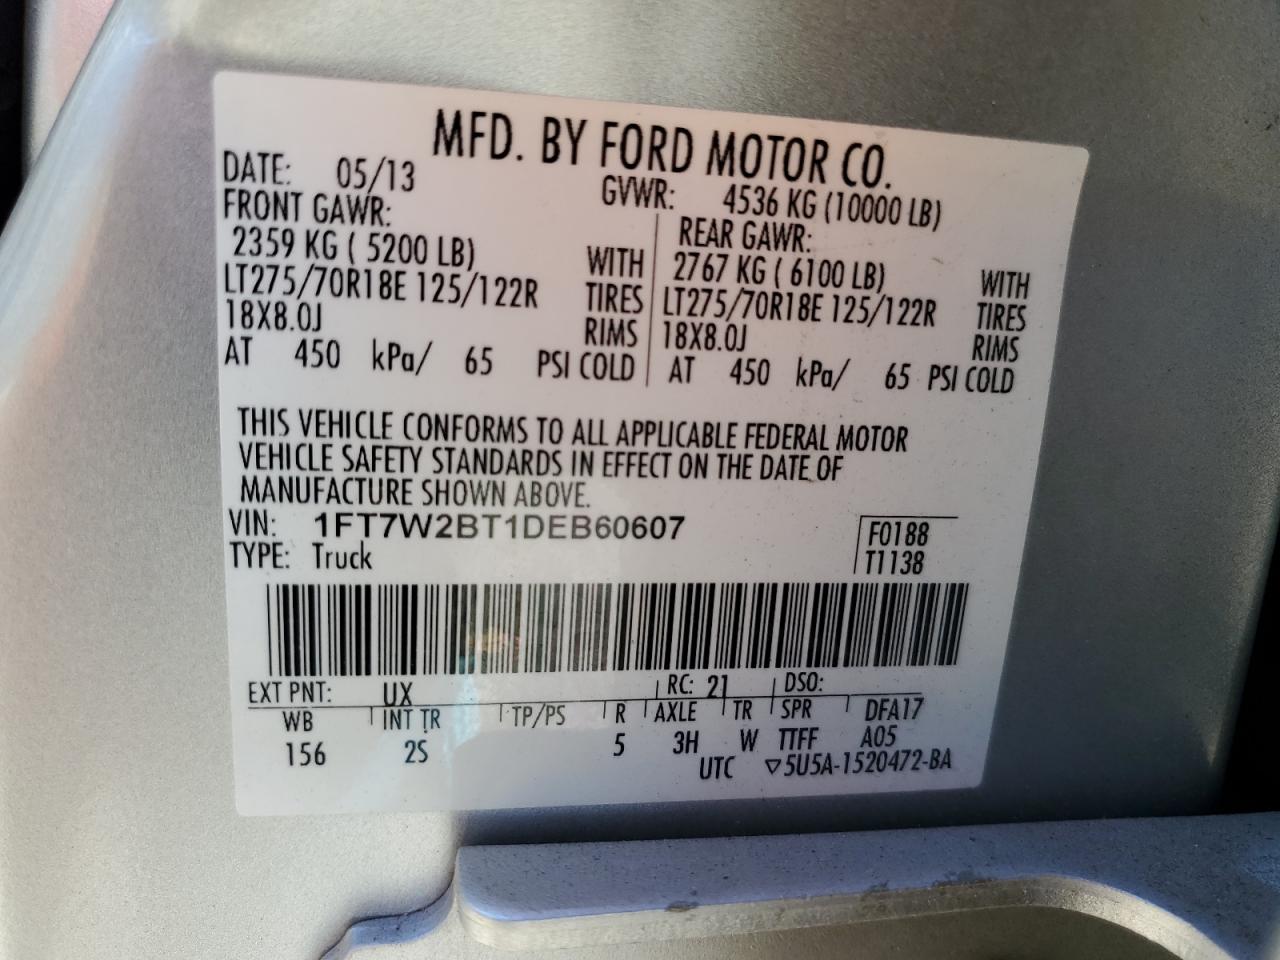 MFD. BY FORD MOTOR CO.
DATE: 05/13 GVWR: 4536 KG (10000 LB)
FRONT GAWR: REAR GAWR:
2359 KG ( 5200 LB) WITH 2767 KG ( 6100 LB) WITH
LT275/70R18E 125/122R TIRES LT275/70R18E 125/122R TIRES
18X8.0J RIMS 18X8.0J RIMS
AT 450 kPa/ 65 PSI COLD AT 450 kPa/ 65 PSI COLD
THIS VEHICLE CONFORMS TO ALL APPLICABLE FEDERAL MOTOR
VEHICLE SAFETY STANDARDS IN EFFECT ON THE DATE OF
MANUFACTURE SHOWN ABOVE.
VIN: 1FT7W2BT1DEB60607 F0188
TYPE: Truck T1138
EXT PNT: UX RC: 21 DSO:
WB INT TR TP/PS R AXLE TR SPR DFA17
156 2S 5 3H W TTFF A05
UTC ▽5U5A-1520472-BA